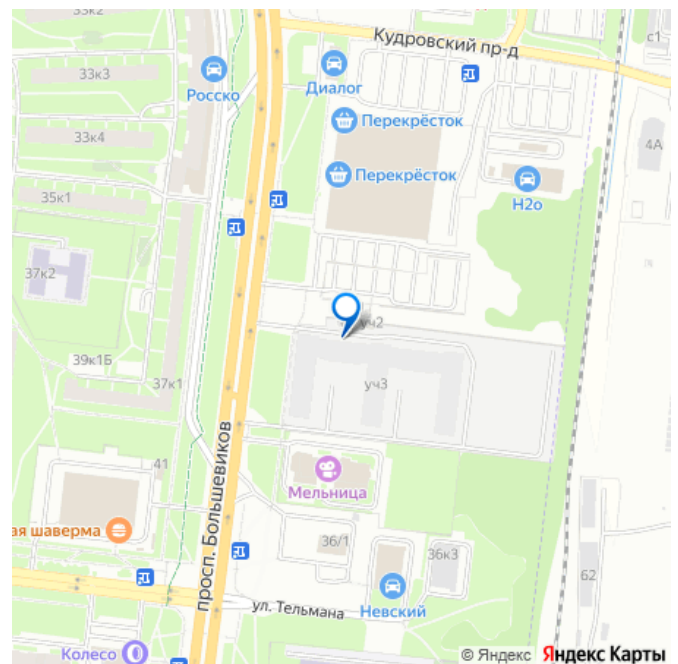 33к2
Кудровский пр-д
с1
33к3
Росско
Диалог
Перекрёсток
33к4
4А
Перекрёсток
35к1
Н2о
37к2
уч2
39к1Б
37к1
уч3
просп. Большевиков
41
Мельница
ая шаверма
36/1
36к3
62
ул. Тельмана
Невский
Колесо
© Яндекс Яндекс Карты